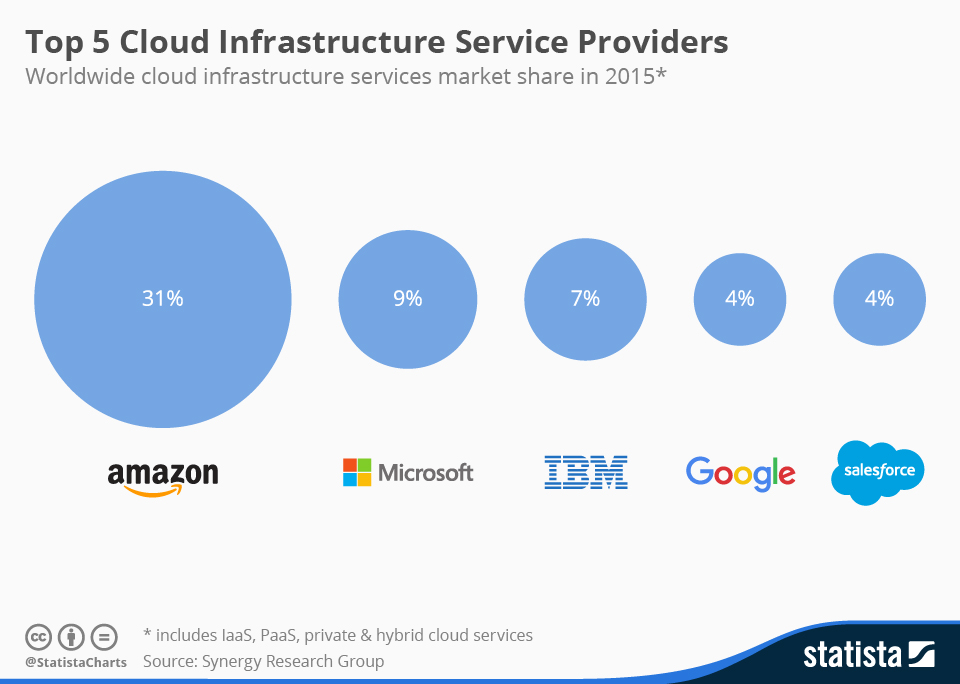 Top 5 Cloud Infrastructure Service Providers
Worldwide cloud infrastructure services market share in 2015*
31%
9%
7%
4%
4%
amazon
Microsoft
IBM
Google
salesforce
cc
@StatistaCharts
* includes IaaS, PaaS, private & hybrid cloud services
Source: Synergy Research Group
statista